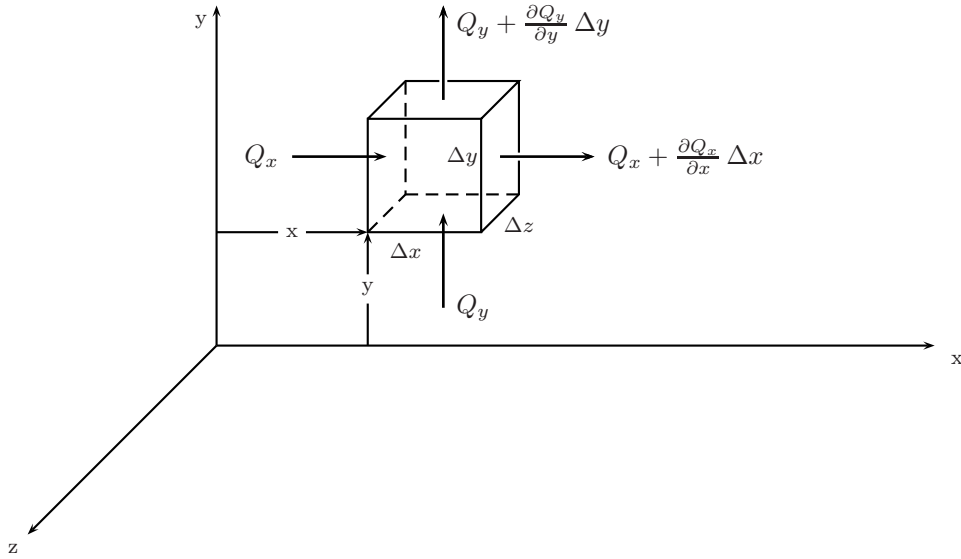 y
Q_y + ∂Q_y/∂y Δy
Q_x
Δy
Q_x + ∂Q_x/∂x Δx
x
Δz
Δx
y
Q_y
x
z